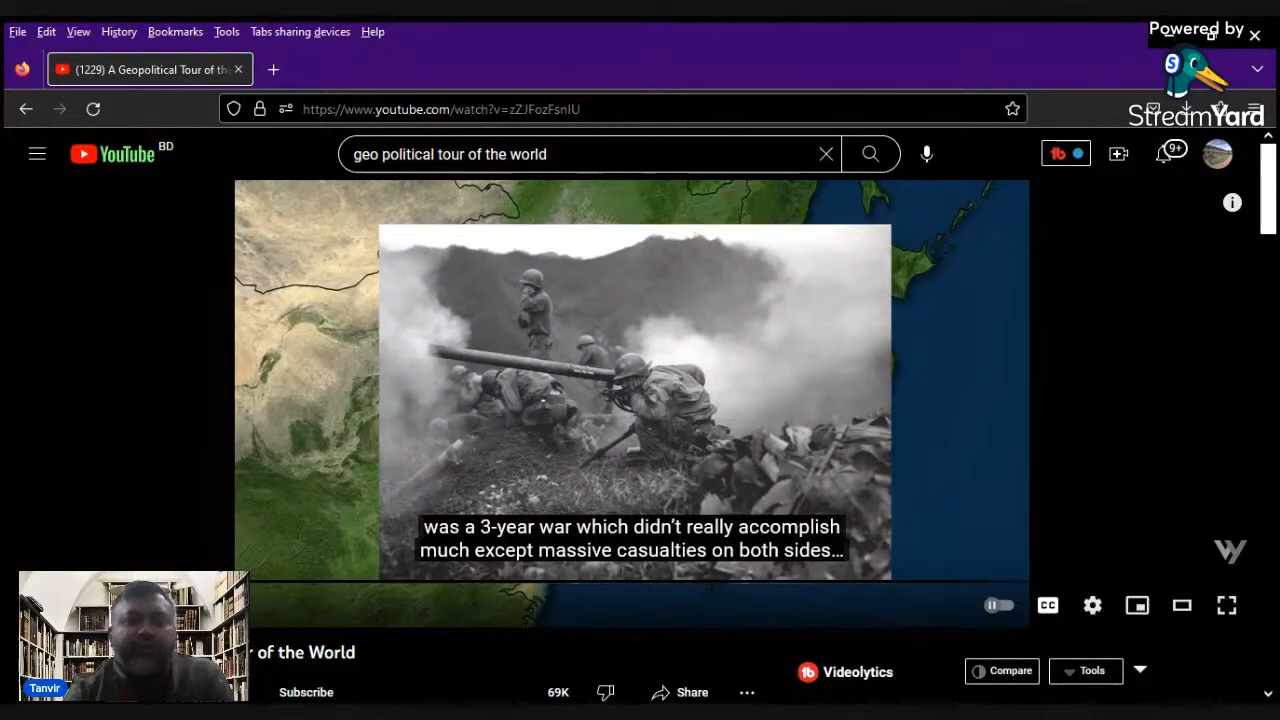 File Edit View History Bookmarks Tools Tabs sharing devices Help
Powered by
StreamYard
(1229) A Geopolitical Tour of the
https://www.youtube.com/watch?v=zZJFozFsnIU
YouTube BD
geo political tour of the world
9+
was a 3-year war which didn't really accomplish
much except massive casualties on both sides…
CC
r of the World
Videolytics
Compare
Tools
Tanvir
Subscribe
69K
Share